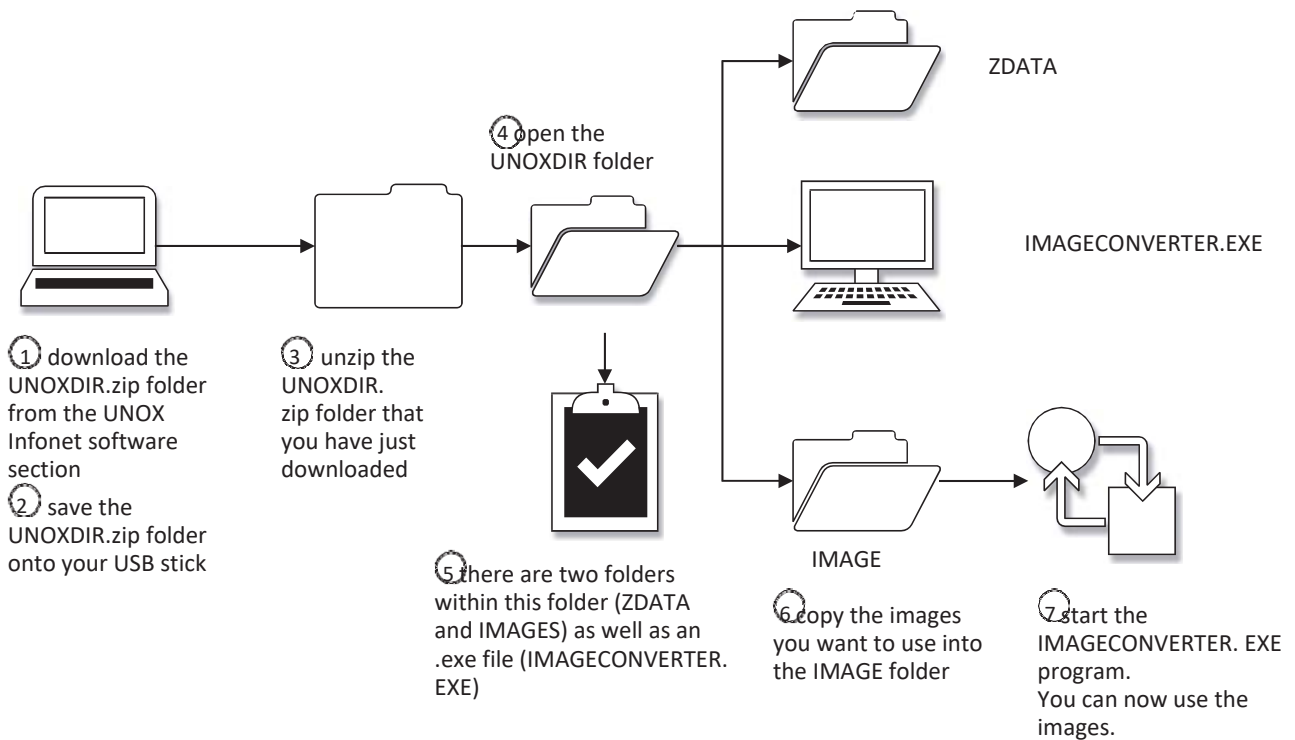 ZDATA
4 open the
UNOXDIR folder
IMAGECONVERTER.EXE
1 download the
UNOXDIR.zip folder
from the UNOX
Infonet software
section
2 save the
UNOXDIR.zip folder
onto your USB stick
3 unzip the
UNOXDIR.
zip folder that
you have just
downloaded
5 there are two folders
within this folder (ZDATA
and IMAGES) as well as an
.exe file (IMAGECONVERTER.
EXE)
IMAGE
6 copy the images
you want to use into
the IMAGE folder
7 start the
IMAGECONVERTER. EXE
program.
You can now use the
images.